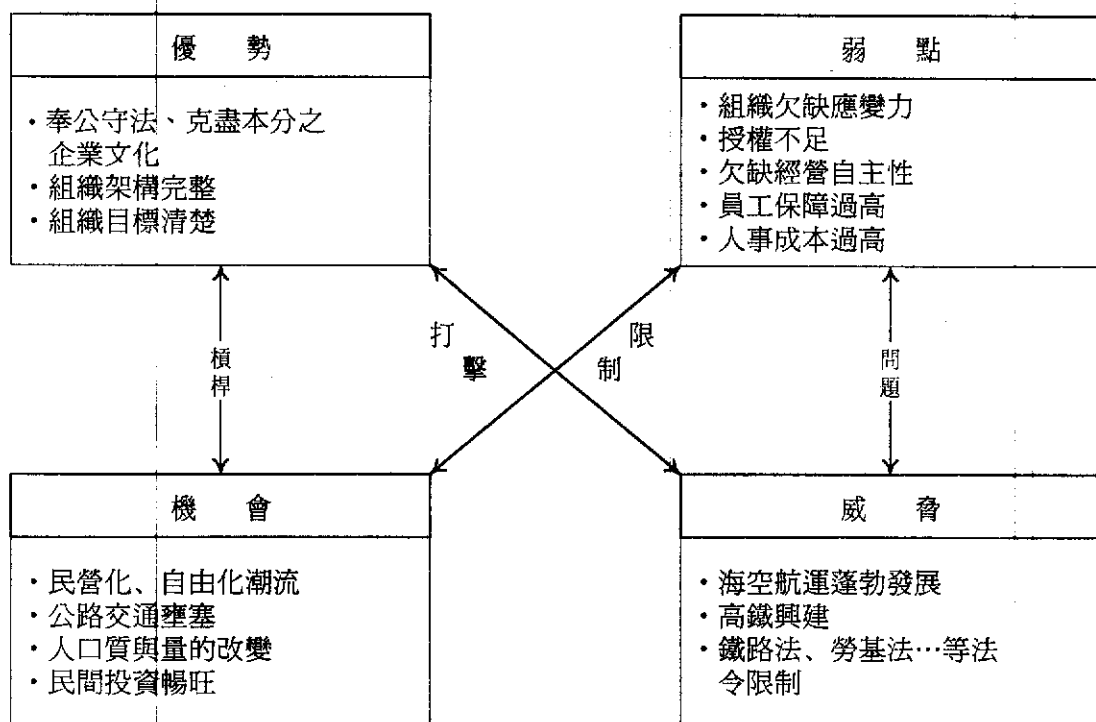 優 勢
・奉公守法、克盡本分之
企業文化
・組織架構完整
・組織目標清楚
弱 點
・組織欠缺應變力
・授權不足
・欠缺經營自主性
・員工保障過高
・人事成本過高
槓桿
打擊
限制
問題
機 會
・民營化、自由化潮流
・公路交通壅塞
・人口質與量的改變
・民間投資暢旺
威 脅
・海空航運蓬勃發展
・高鐵興建
・鐵路法、勞基法…等法
令限制